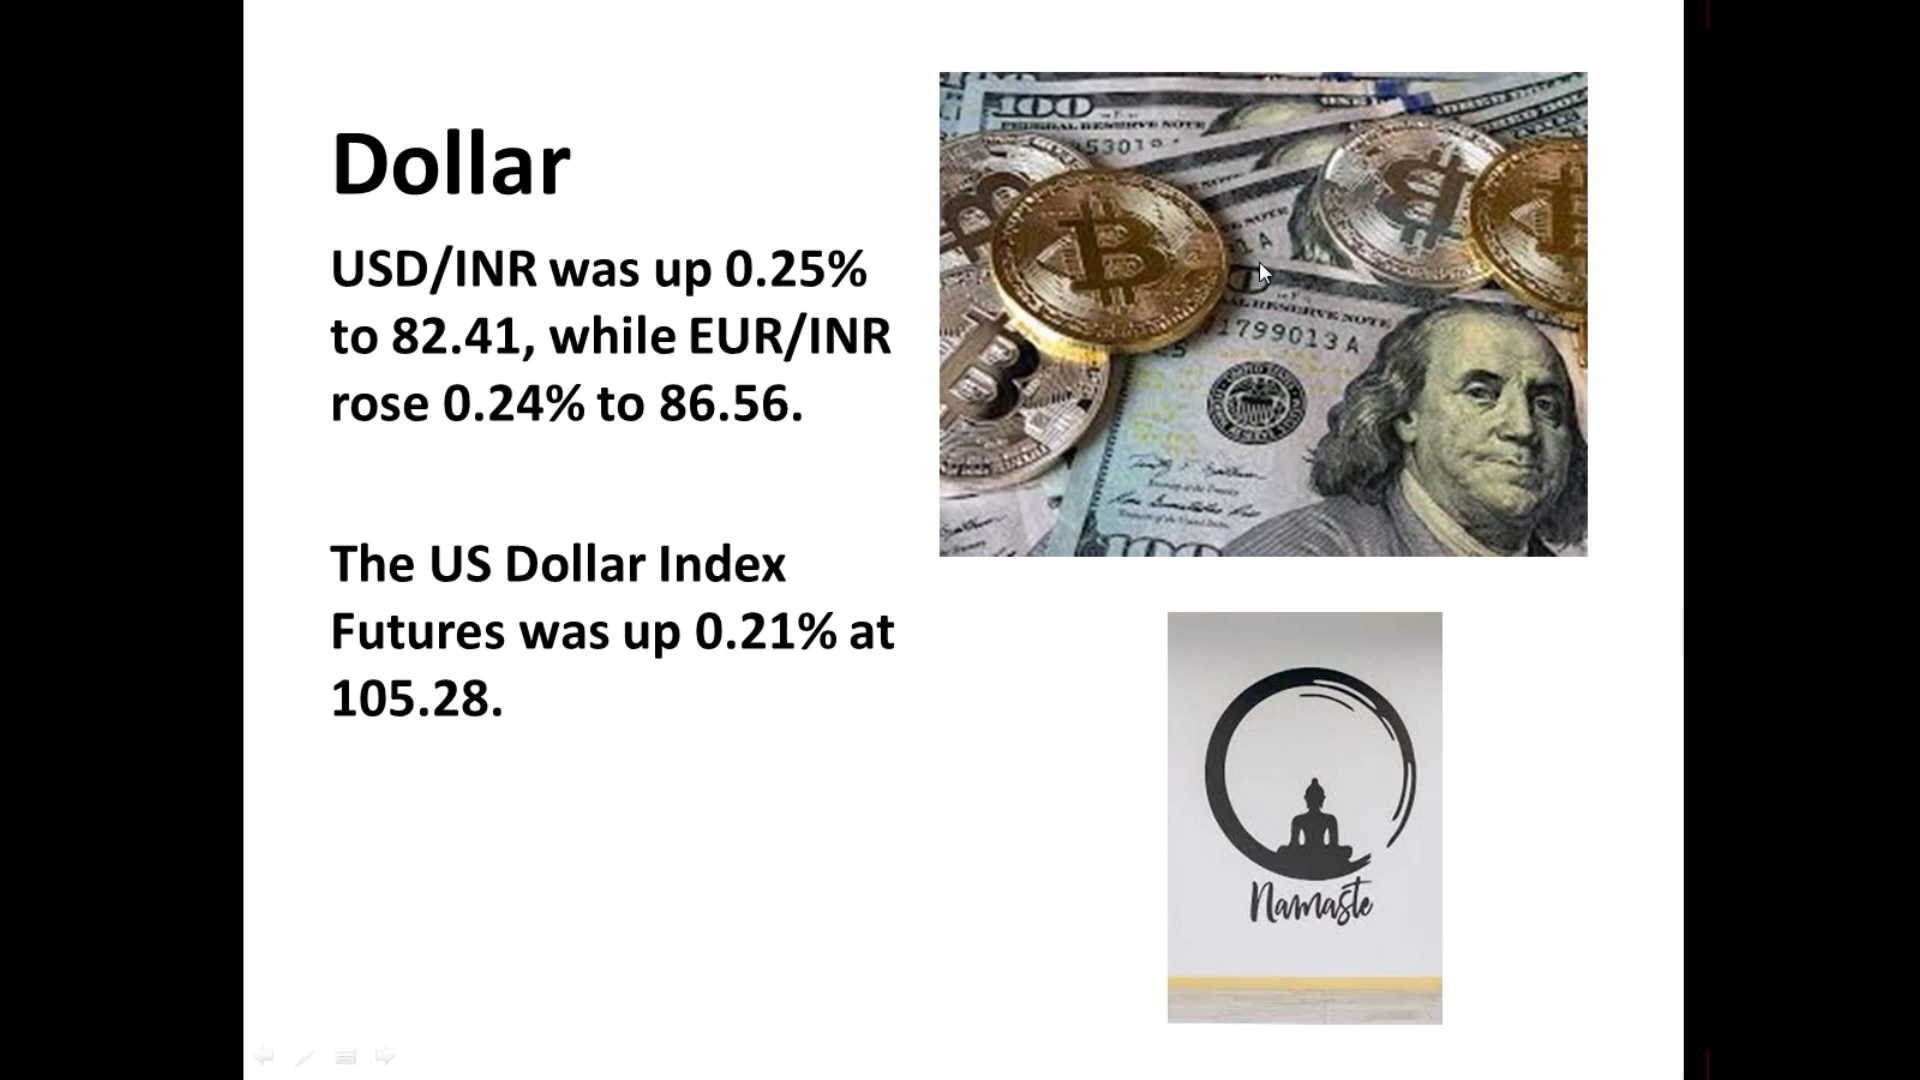 Dollar
USD/INR was up 0.25%
to 82.41, while EUR/INR
rose 0.24% to 86.56.
The US Dollar Index
Futures was up 0.21% at
105.28.
100
FEDERAL RESERVE NOTE
1799013 A
100
Namaste